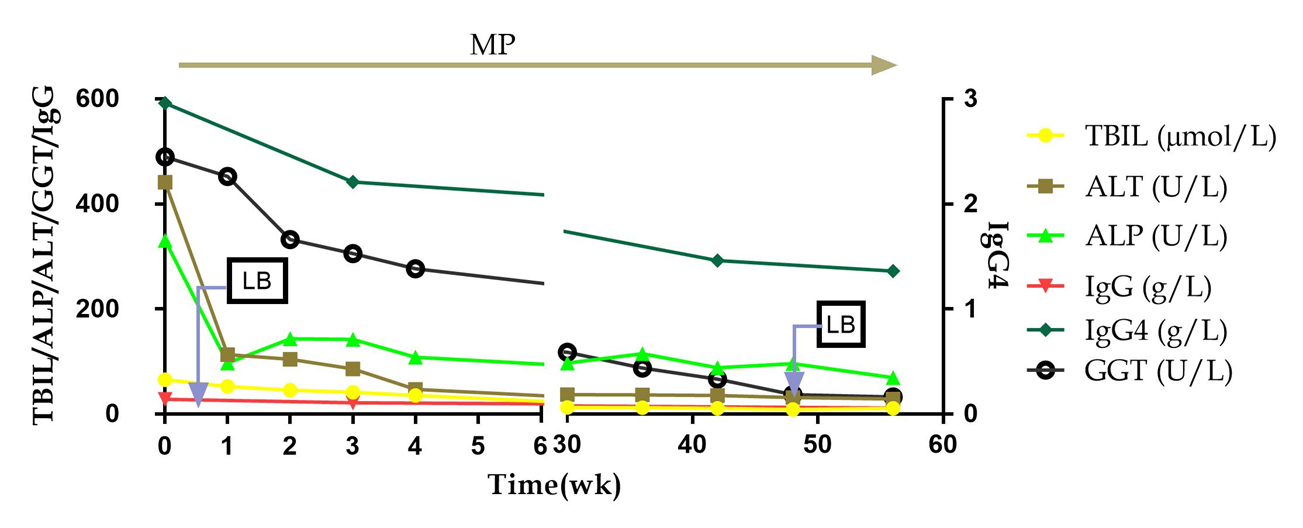 MP
TBIL/ALP/ALT/GGT/IgG
600
400
200
0
LB
LB
3
2
1
0
IgG4
0 1 2 3 4 5 6 30 40 50 60
Time(wk)
TBIL (μmol/L)
ALT (U/L)
ALP (U/L)
IgG (g/L)
IgG4 (g/L)
GGT (U/L)